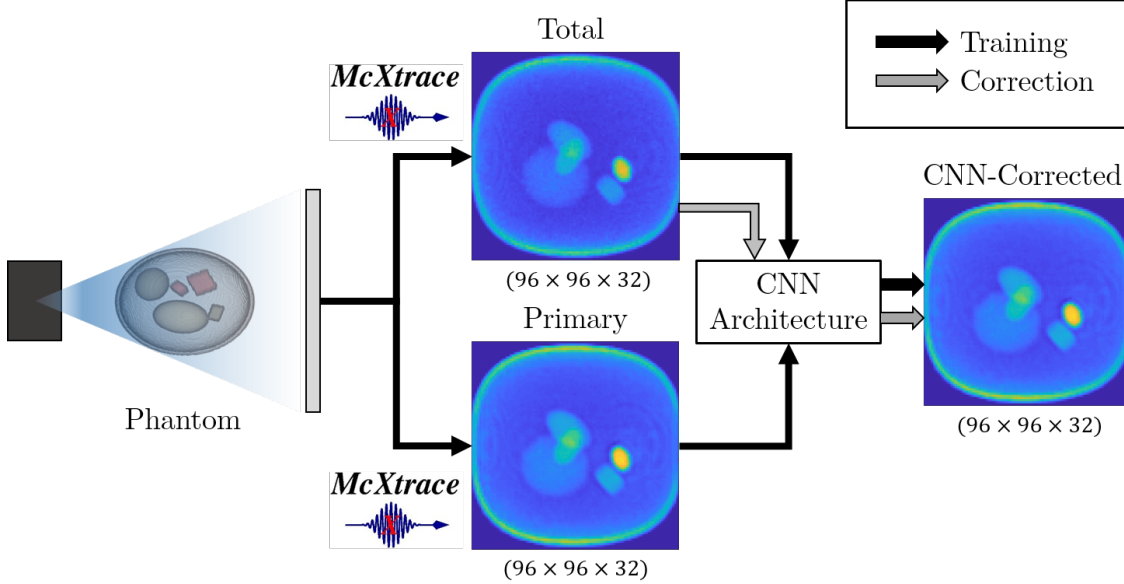 Total
McXtrace
Training
Correction
CNN-Corrected
(96 × 96 × 32)
CNN
Architecture
Primary
Phantom
(96 × 96 × 32)
McXtrace
(96 × 96 × 32)